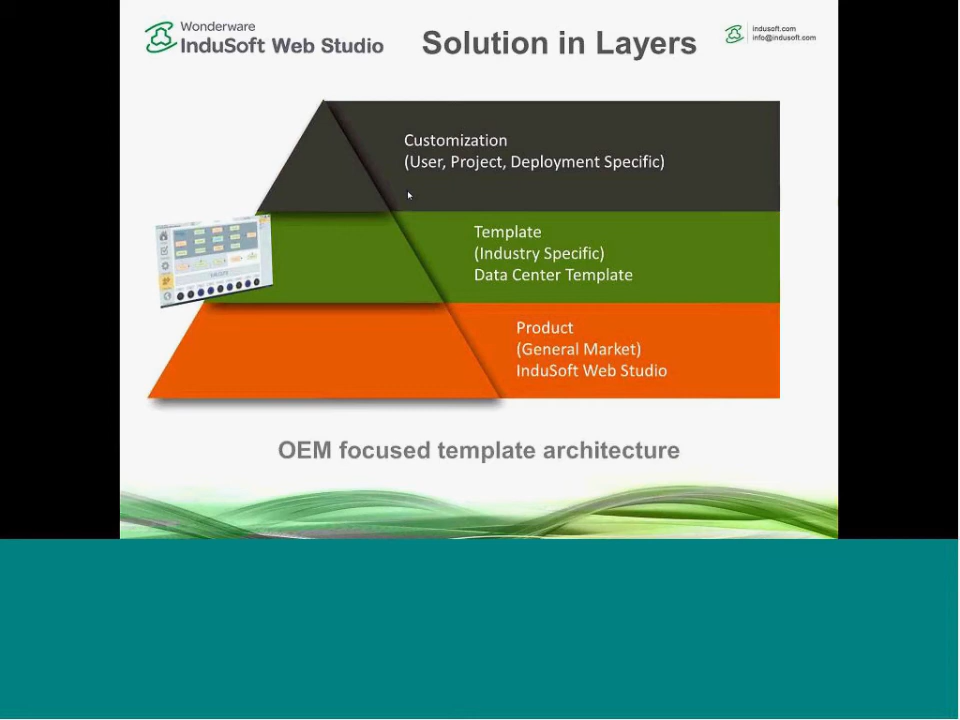 Wonderware
InduSoft Web Studio
Solution in Layers
indusoft.com
info@indusoft.com
Customization
(User, Project, Deployment Specific)
Template
(Industry Specific)
Data Center Template
Product
(General Market)
InduSoft Web Studio
OEM focused template architecture